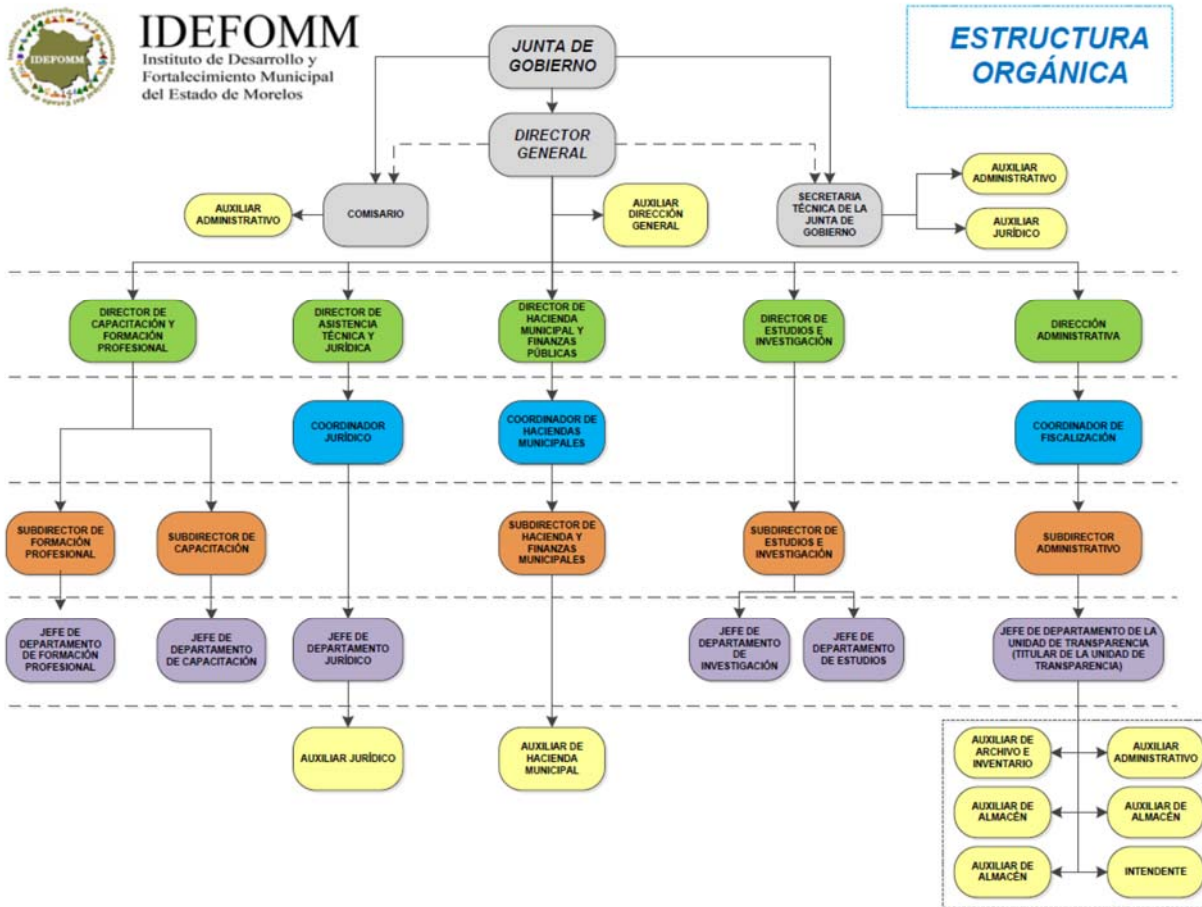 IDEFOMM
IDEFOMM
Instituto de Desarrollo y
Fortalecimiento Municipal
del Estado de Morelos
ESTRUCTURA
ORGÁNICA
JUNTA DE
GOBIERNO
DIRECTOR
GENERAL
AUXILIAR
ADMINISTRATIVO
COMISARIO
AUXILIAR
DIRECCIÓN
GENERAL
SECRETARIA
TÉCNICA DE LA
JUNTA DE
GOBIERNO
AUXILIAR
ADMINISTRATIVO
AUXILIAR
JURÍDICO
DIRECTOR DE
CAPACITACIÓN Y
FORMACIÓN
PROFESIONAL
DIRECTOR DE
ASISTENCIA
TÉCNICA Y
JURÍDICA
DIRECTOR DE
HACIENDA
MUNICIPAL Y
FINANZAS
PÚBLICAS
DIRECTOR DE
ESTUDIOS E
INVESTIGACIÓN
DIRECCIÓN
ADMINISTRATIVA
COORDINADOR
JURÍDICO
COORDINADOR DE
HACIENDAS
MUNICIPALES
COORDINADOR DE
FISCALIZACIÓN
SUBDIRECTOR DE
FORMACIÓN
PROFESIONAL
SUBDIRECTOR
DE CAPACITACIÓN
SUBDIRECTOR DE
HACIENDA Y
FINANZAS
MUNICIPALES
SUBDIRECTOR DE
ESTUDIOS E
INVESTIGACIÓN
SUBDIRECTOR
ADMINISTRATIVO
JEFE DE
DEPARTAMENTO
DE FORMACIÓN
PROFESIONAL
JEFE DE
DEPARTAMENTO
DE CAPACITACIÓN
JEFE DE
DEPARTAMENTO
JURÍDICO
JEFE DE
DEPARTAMENTO
DE
INVESTIGACIÓN
JEFE DE
DEPARTAMENTO
DE ESTUDIOS
JEFE DE DEPARTAMENTO DE LA
UNIDAD DE TRANSPARENCIA
(TITULAR DE LA UNIDAD DE
TRANSPARENCIA)
AUXILIAR JURÍDICO
AUXILIAR DE
HACIENDA
MUNICIPAL
AUXILIAR DE
ARCHIVO E
INVENTARIO
AUXILIAR
ADMINISTRATIVO
AUXILIAR DE
ALMACÉN
AUXILIAR DE
ALMACÉN
AUXILIAR DE
ALMACÉN
INTENDENTE